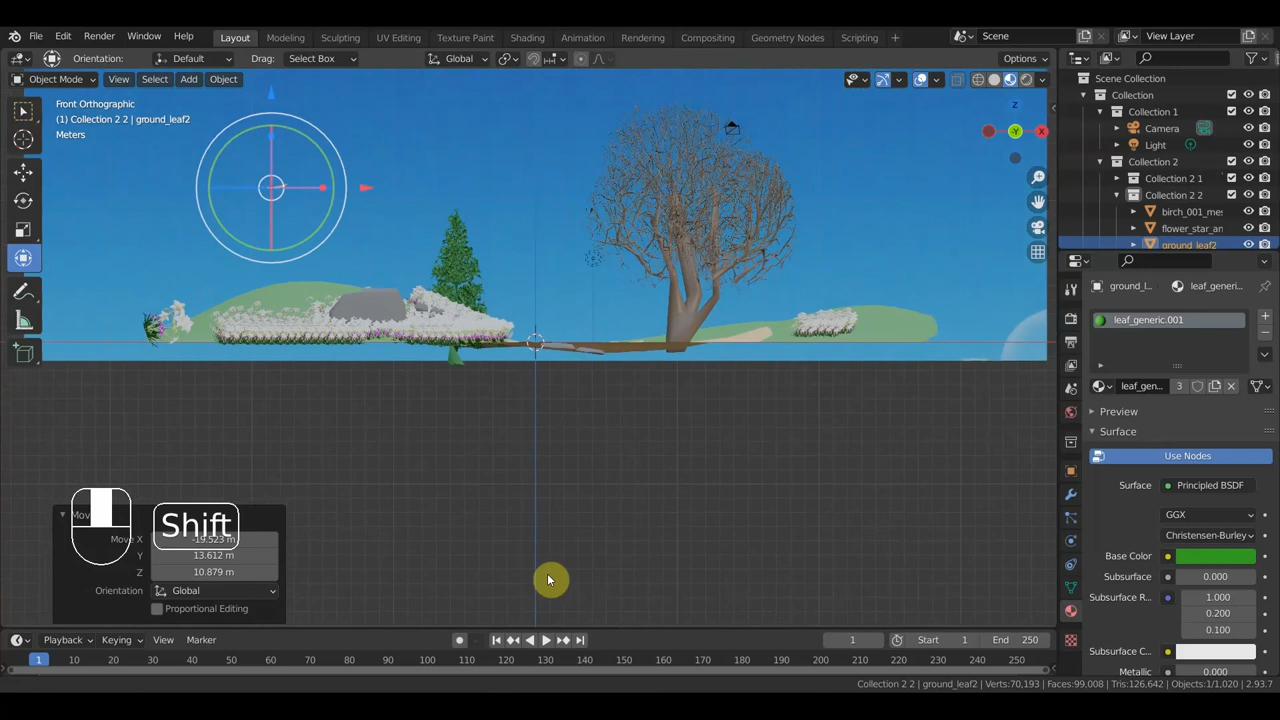 File Edit Render Window Help Layout Modeling Sculpting UV Editing Texture Paint Shading Animation Rendering Compositing Geometry Nodes Scripting + Scene View Layer
Orientation: Default Drag: Select Box Global Options
Object Mode View Select Add Object
Front Orthographic
(1) Collection 2 2 | ground_leaf2
Meters
Z
Y
X
Scene Collection
Collection
Collection 1
Camera
Light
Collection 2
Collection 2 1
Collection 2 2
birch_001_me
flower_star_an
ground_leaf2
ground_l... leaf_generi...
leaf_generic.001
leaf_gen... 3
Preview
Surface
Use Nodes
Surface Principled BSDF
GGX
Christensen-Burley
Base Color
Subsurface 0.000
Subsurface R... 1.000
0.200
0.100
Subsurface C...
Metallic 0.000
Shift
Move X -19.523 m
Y 13.612 m
Z 10.879 m
Orientation Global
Proportional Editing
Playback Keying View Marker 1 Start 1 End 250
1 10 20 30 40 50 60 70 80 90 100 110 120 130 140 150 160 170 180 190 200 210 220 230 240 250
Collection 2 2 | ground_leaf2 | Verts:70,193 | Faces:99,008 | Tris:126,642 | Objects:1/1,020 | 2.93.7